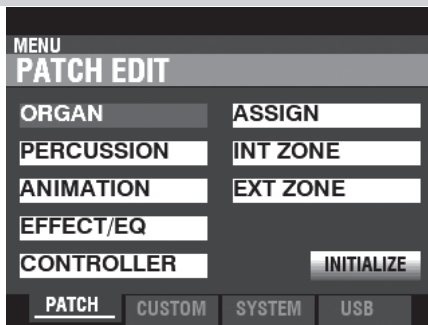 MENU
PATCH EDIT
ORGAN ASSIGN
PERCUSSION INT ZONE
ANIMATION EXT ZONE
EFFECT/EQ
CONTROLLER INITIALIZE
PATCH CUSTOM SYSTEM USB